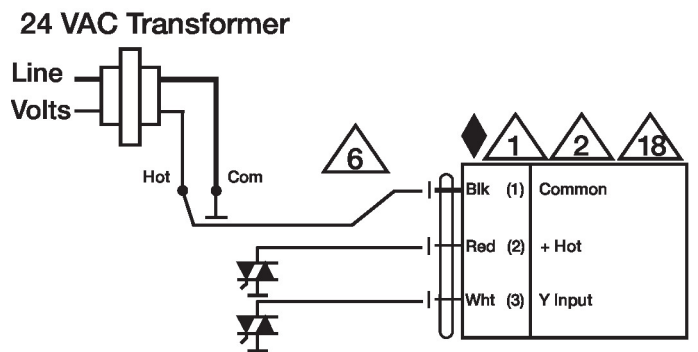 24 VAC Transformer
Line
Volts
Hot
Com
6
1
2
18
Blk (1) Common
Red (2) + Hot
Wht (3) Y Input